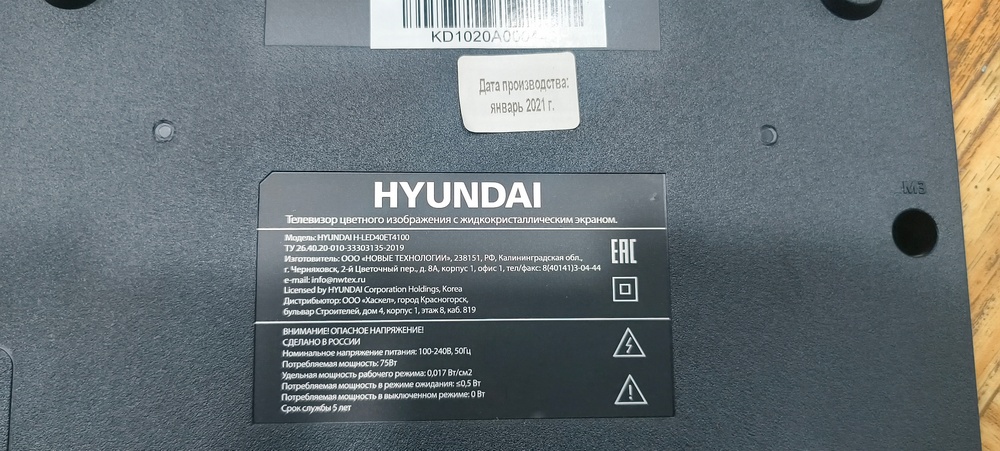 Дата производства:
январь 2021 г.
M3
HYUNDAI
Телевизор цветного изображения с жидкокристаллическим экраном.
Модель: HYUNDAI H-LED40ET4100
ТУ 26.40.20-010-33303135-2019
Изготовитель: ООО «НОВЫЕ ТЕХНОЛОГИИ», 238151, РФ, Калининградская обл.,
г. Черняховск, 2-й Цветочный пер., д. 8А, корпус 1, офис 1, тел/факс: 8(40141)3-04-44
e-mail: info@nwtex.ru
Licensed by HYUNDAI Corporation Holdings, Korea
Дистрибьютор: ООО «Хаскел», город Красногорск,
бульвар Строителей, дом 4, корпус 1, этаж 8, каб. 819
EAC
ВНИМАНИЕ! ОПАСНОЕ НАПРЯЖЕНИЕ!
СДЕЛАНО В РОССИИ
Номинальное напряжение питания: 100-240В, 50Гц
Потребляемая мощность: 75Вт
Удельная мощность рабочего режима: 0,017 Вт/см2
Потребляемая мощность в режиме ожидания: ≤0,5 Вт
Потребляемая мощность в выключенном режиме: 0 Вт
Срок службы 5 лет